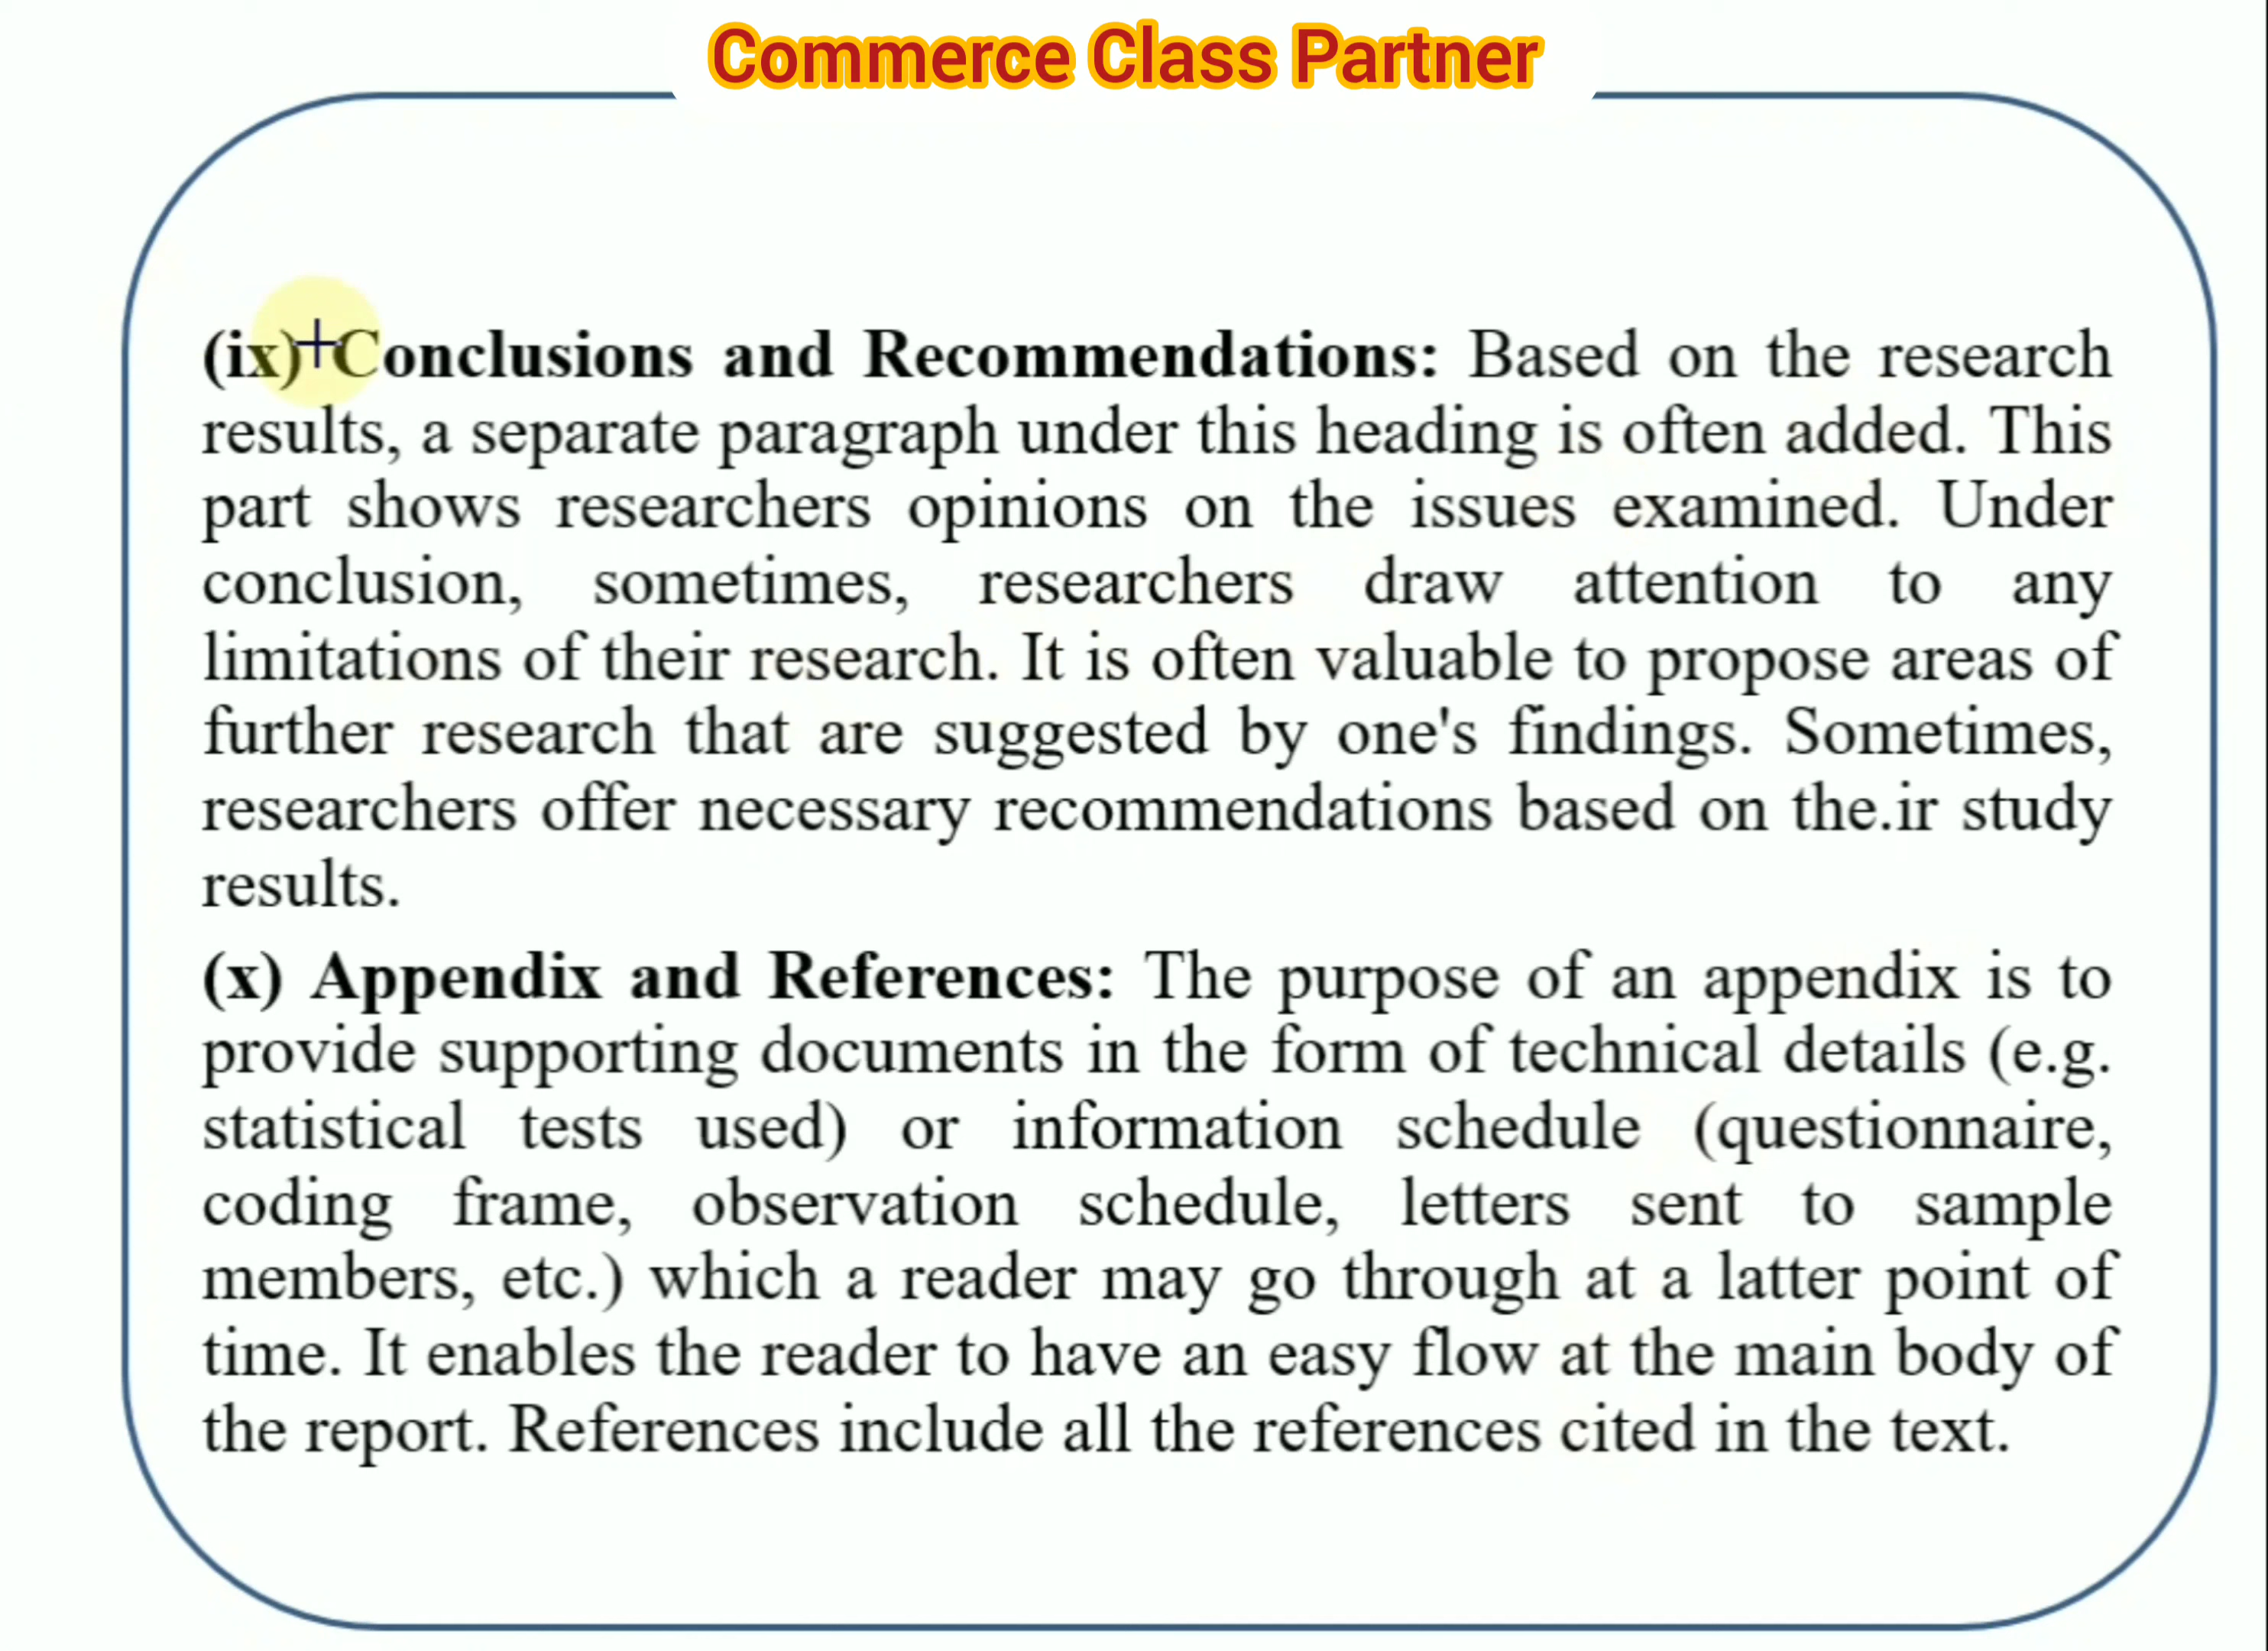 Commerce Class Partner
(ix) Conclusions and Recommendations: Based on the research
results, a separate paragraph under this heading is often added. This
part shows researchers opinions on the issues examined. Under
conclusion, sometimes, researchers draw attention to any
limitations of their research. It is often valuable to propose areas of
further research that are suggested by one's findings. Sometimes,
researchers offer necessary recommendations based on the.ir study
results.
(x) Appendix and References: The purpose of an appendix is to
provide supporting documents in the form of technical details (e.g.
statistical tests used) or information schedule (questionnaire,
coding frame, observation schedule, letters sent to sample
members, etc.) which a reader may go through at a latter point of
time. It enables the reader to have an easy flow at the main body of
the report. References include all the references cited in the text.